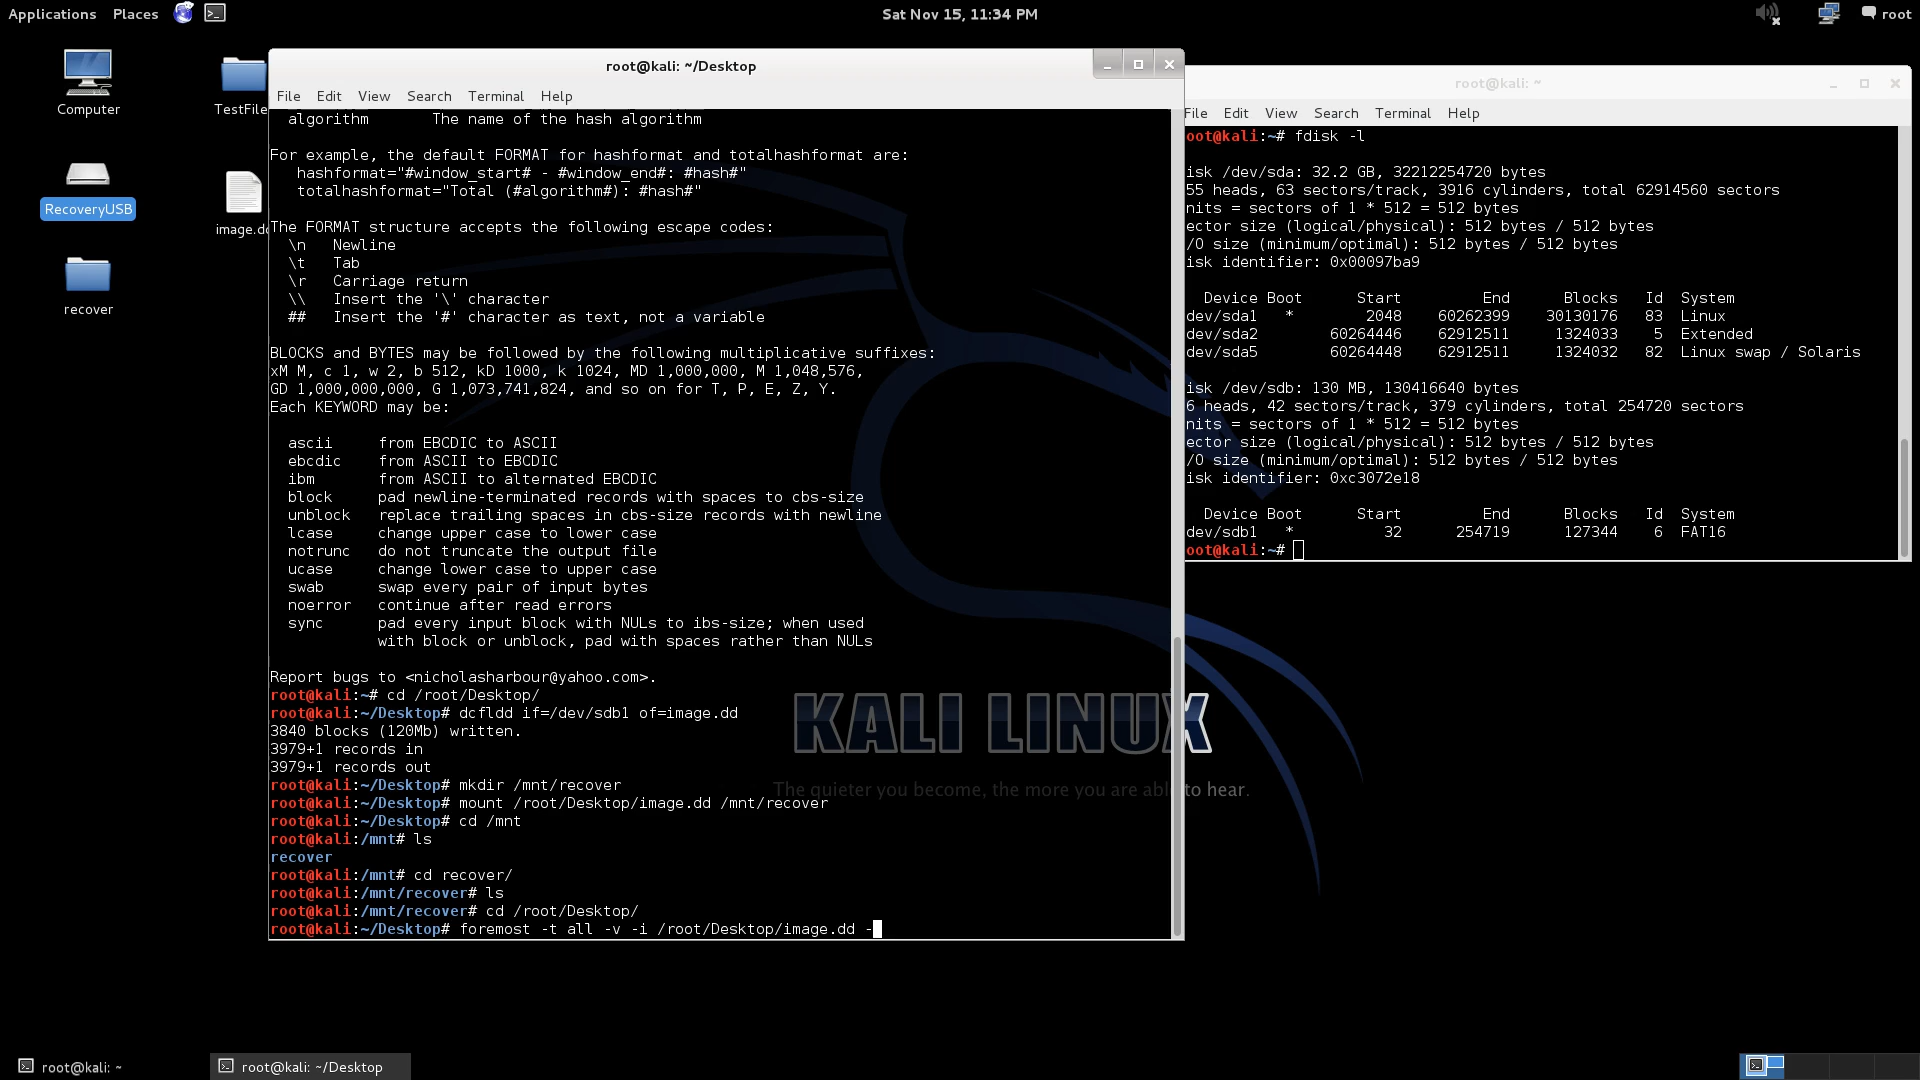 Applications Places
Sat Nov 15, 11:34 PM
root
Computer
RecoveryUSB
recover
TestFile
image.dd
root@kali: ~/Desktop
File Edit View Search Terminal Help
algorithm The name of the hash algorithm
For example, the default FORMAT for hashformat and totalhashformat are:
hashformat="#window_start# - #window_end#: #hash#"
totalhashformat="Total (#algorithm#): #hash#"
The FORMAT structure accepts the following escape codes:
\n Newline
\t Tab
\r Carriage return
\\ Insert the '\' character
## Insert the '#' character as text, not a variable
BLOCKS and BYTES may be followed by the following multiplicative suffixes:
xM M, c 1, w 2, b 512, kD 1000, k 1024, MD 1,000,000, M 1,048,576,
GD 1,000,000,000, G 1,073,741,824, and so on for T, P, E, Z, Y.
Each KEYWORD may be:
ascii from EBCDIC to ASCII
ebcdic from ASCII to EBCDIC
ibm from ASCII to alternated EBCDIC
block pad newline-terminated records with spaces to cbs-size
unblock replace trailing spaces in cbs-size records with newline
lcase change upper case to lower case
notrunc do not truncate the output file
ucase change lower case to upper case
swab swap every pair of input bytes
noerror continue after read errors
sync pad every input block with NULs to ibs-size; when used
with block or unblock, pad with spaces rather than NULs
Report bugs to <nicholasharbour@yahoo.com>.
root@kali:~# cd /root/Desktop/
root@kali:~/Desktop# dcfldd if=/dev/sdb1 of=image.dd
3840 blocks (120Mb) written.
3979+1 records in
3979+1 records out
root@kali:~/Desktop# mkdir /mnt/recover
root@kali:~/Desktop# mount /root/Desktop/image.dd /mnt/recover
root@kali:~/Desktop# cd /mnt
root@kali:/mnt# ls
recover
root@kali:/mnt# cd recover/
root@kali:/mnt/recover# ls
root@kali:/mnt/recover# cd /root/Desktop/
root@kali:~/Desktop# foremost -t all -v -i /root/Desktop/image.dd -
root@kali: ~
File Edit View Search Terminal Help
oot@kali:~# fdisk -l
isk /dev/sda: 32.2 GB, 32212254720 bytes
55 heads, 63 sectors/track, 3916 cylinders, total 62914560 sectors
nits = sectors of 1 * 512 = 512 bytes
ector size (logical/physical): 512 bytes / 512 bytes
/O size (minimum/optimal): 512 bytes / 512 bytes
isk identifier: 0x00097ba9
Device Boot Start End Blocks Id System
dev/sda1 * 2048 60262399 30130176 83 Linux
dev/sda2 60264446 62912511 1324033 5 Extended
dev/sda5 60264448 62912511 1324032 82 Linux swap / Solaris
isk /dev/sdb: 130 MB, 130416640 bytes
6 heads, 42 sectors/track, 379 cylinders, total 254720 sectors
nits = sectors of 1 * 512 = 512 bytes
ector size (logical/physical): 512 bytes / 512 bytes
/O size (minimum/optimal): 512 bytes / 512 bytes
isk identifier: 0xc3072e18
Device Boot Start End Blocks Id System
dev/sdb1 * 32 254719 127344 6 FAT16
oot@kali:~#
KALI LINUX
The quieter you become, the more you are able to hear.
root@kali: ~
root@kali: ~/Desktop